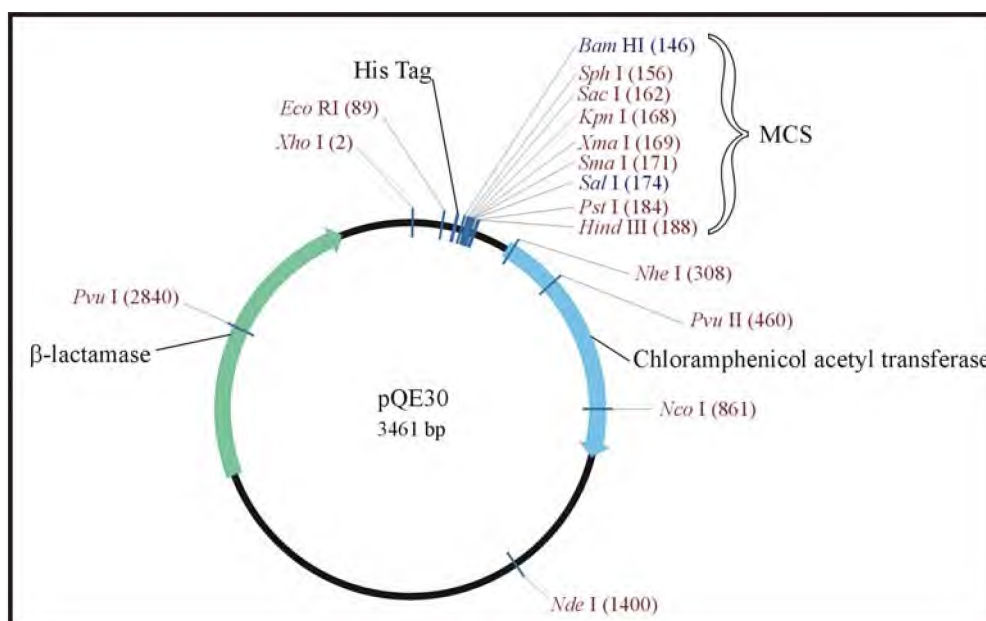 Bam HI (146)
His Tag
Sph I (156)
Eco RI (89)
Sac I (162)
Kpn I (168)
MCS
Xho I (2)
Xma I (169)
Sma I (171)
Sal I (174)
Pst I (184)
Hind III (188)
Nhe I (308)
Pvu I (2840)
Pvu II (460)
β-lactamase
Chloramphenicol acetyl transferase
pQE30
3461 bp
Nco I (861)
Nde I (1400)